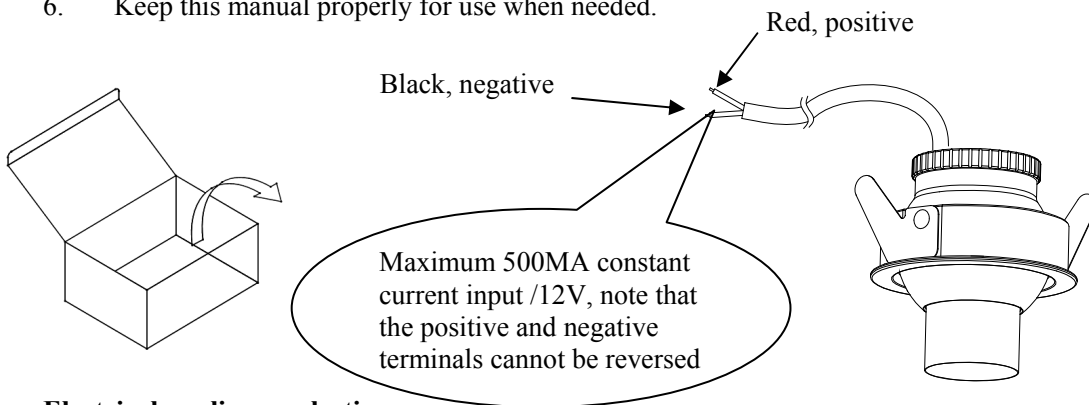 6. Keep this manual properly for use when needed.
Red, positive
Black, negative
Maximum 500MA constant
current input /12V, note that
the positive and negative
terminals cannot be reversed